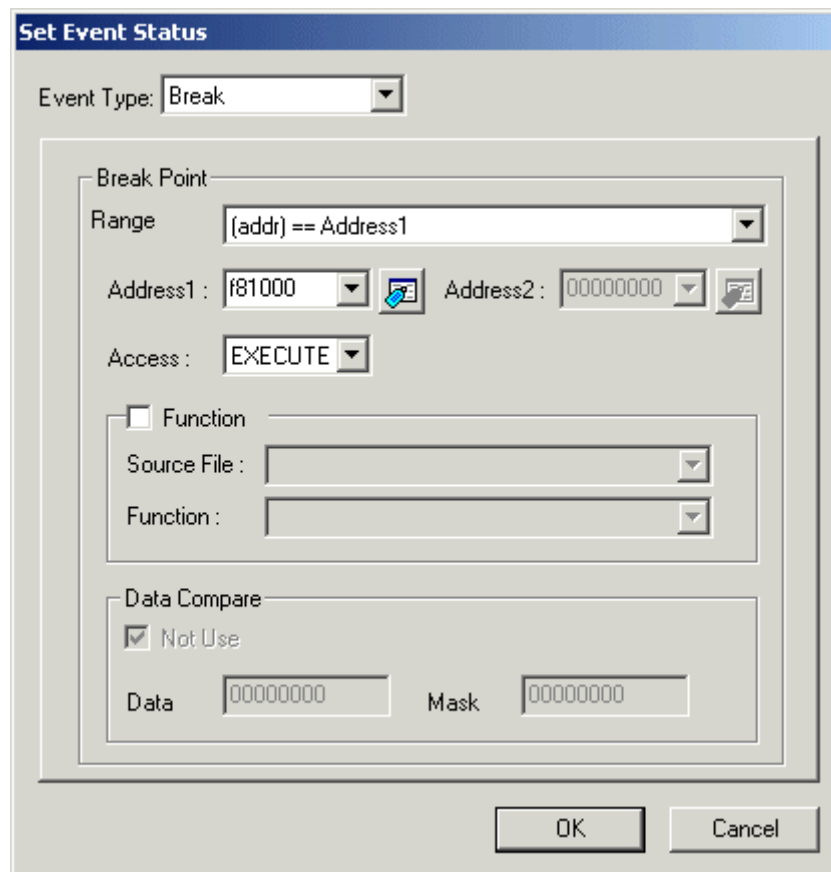 Set Event Status
Event Type: Break
Break Point
Range (addr) == Address1
Address1 : f81000 Address2 : 00000000
Access : EXECUTE
Function
Source File :
Function :
Data Compare
Not Use
Data 00000000 Mask 00000000
OK Cancel